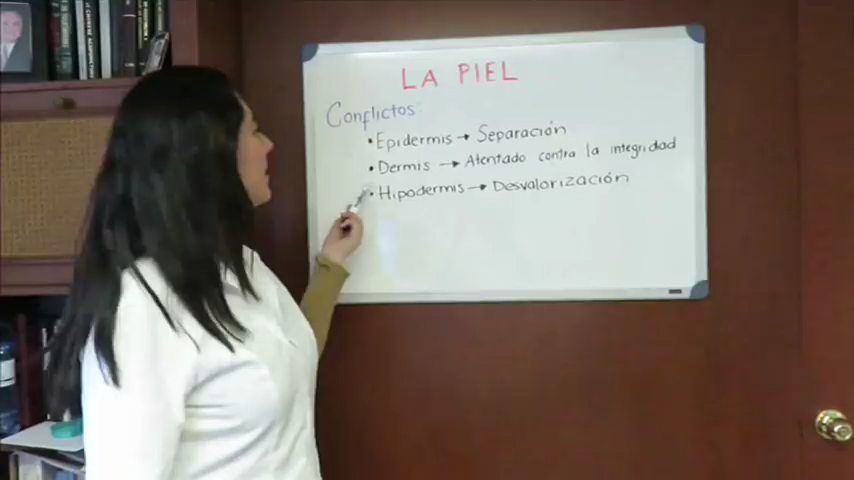 LA PIEL
Conflictos:
• Epidermis → Separación
• Dermis → Atentado contra la integridad
• Hipodermis → Desvalorización